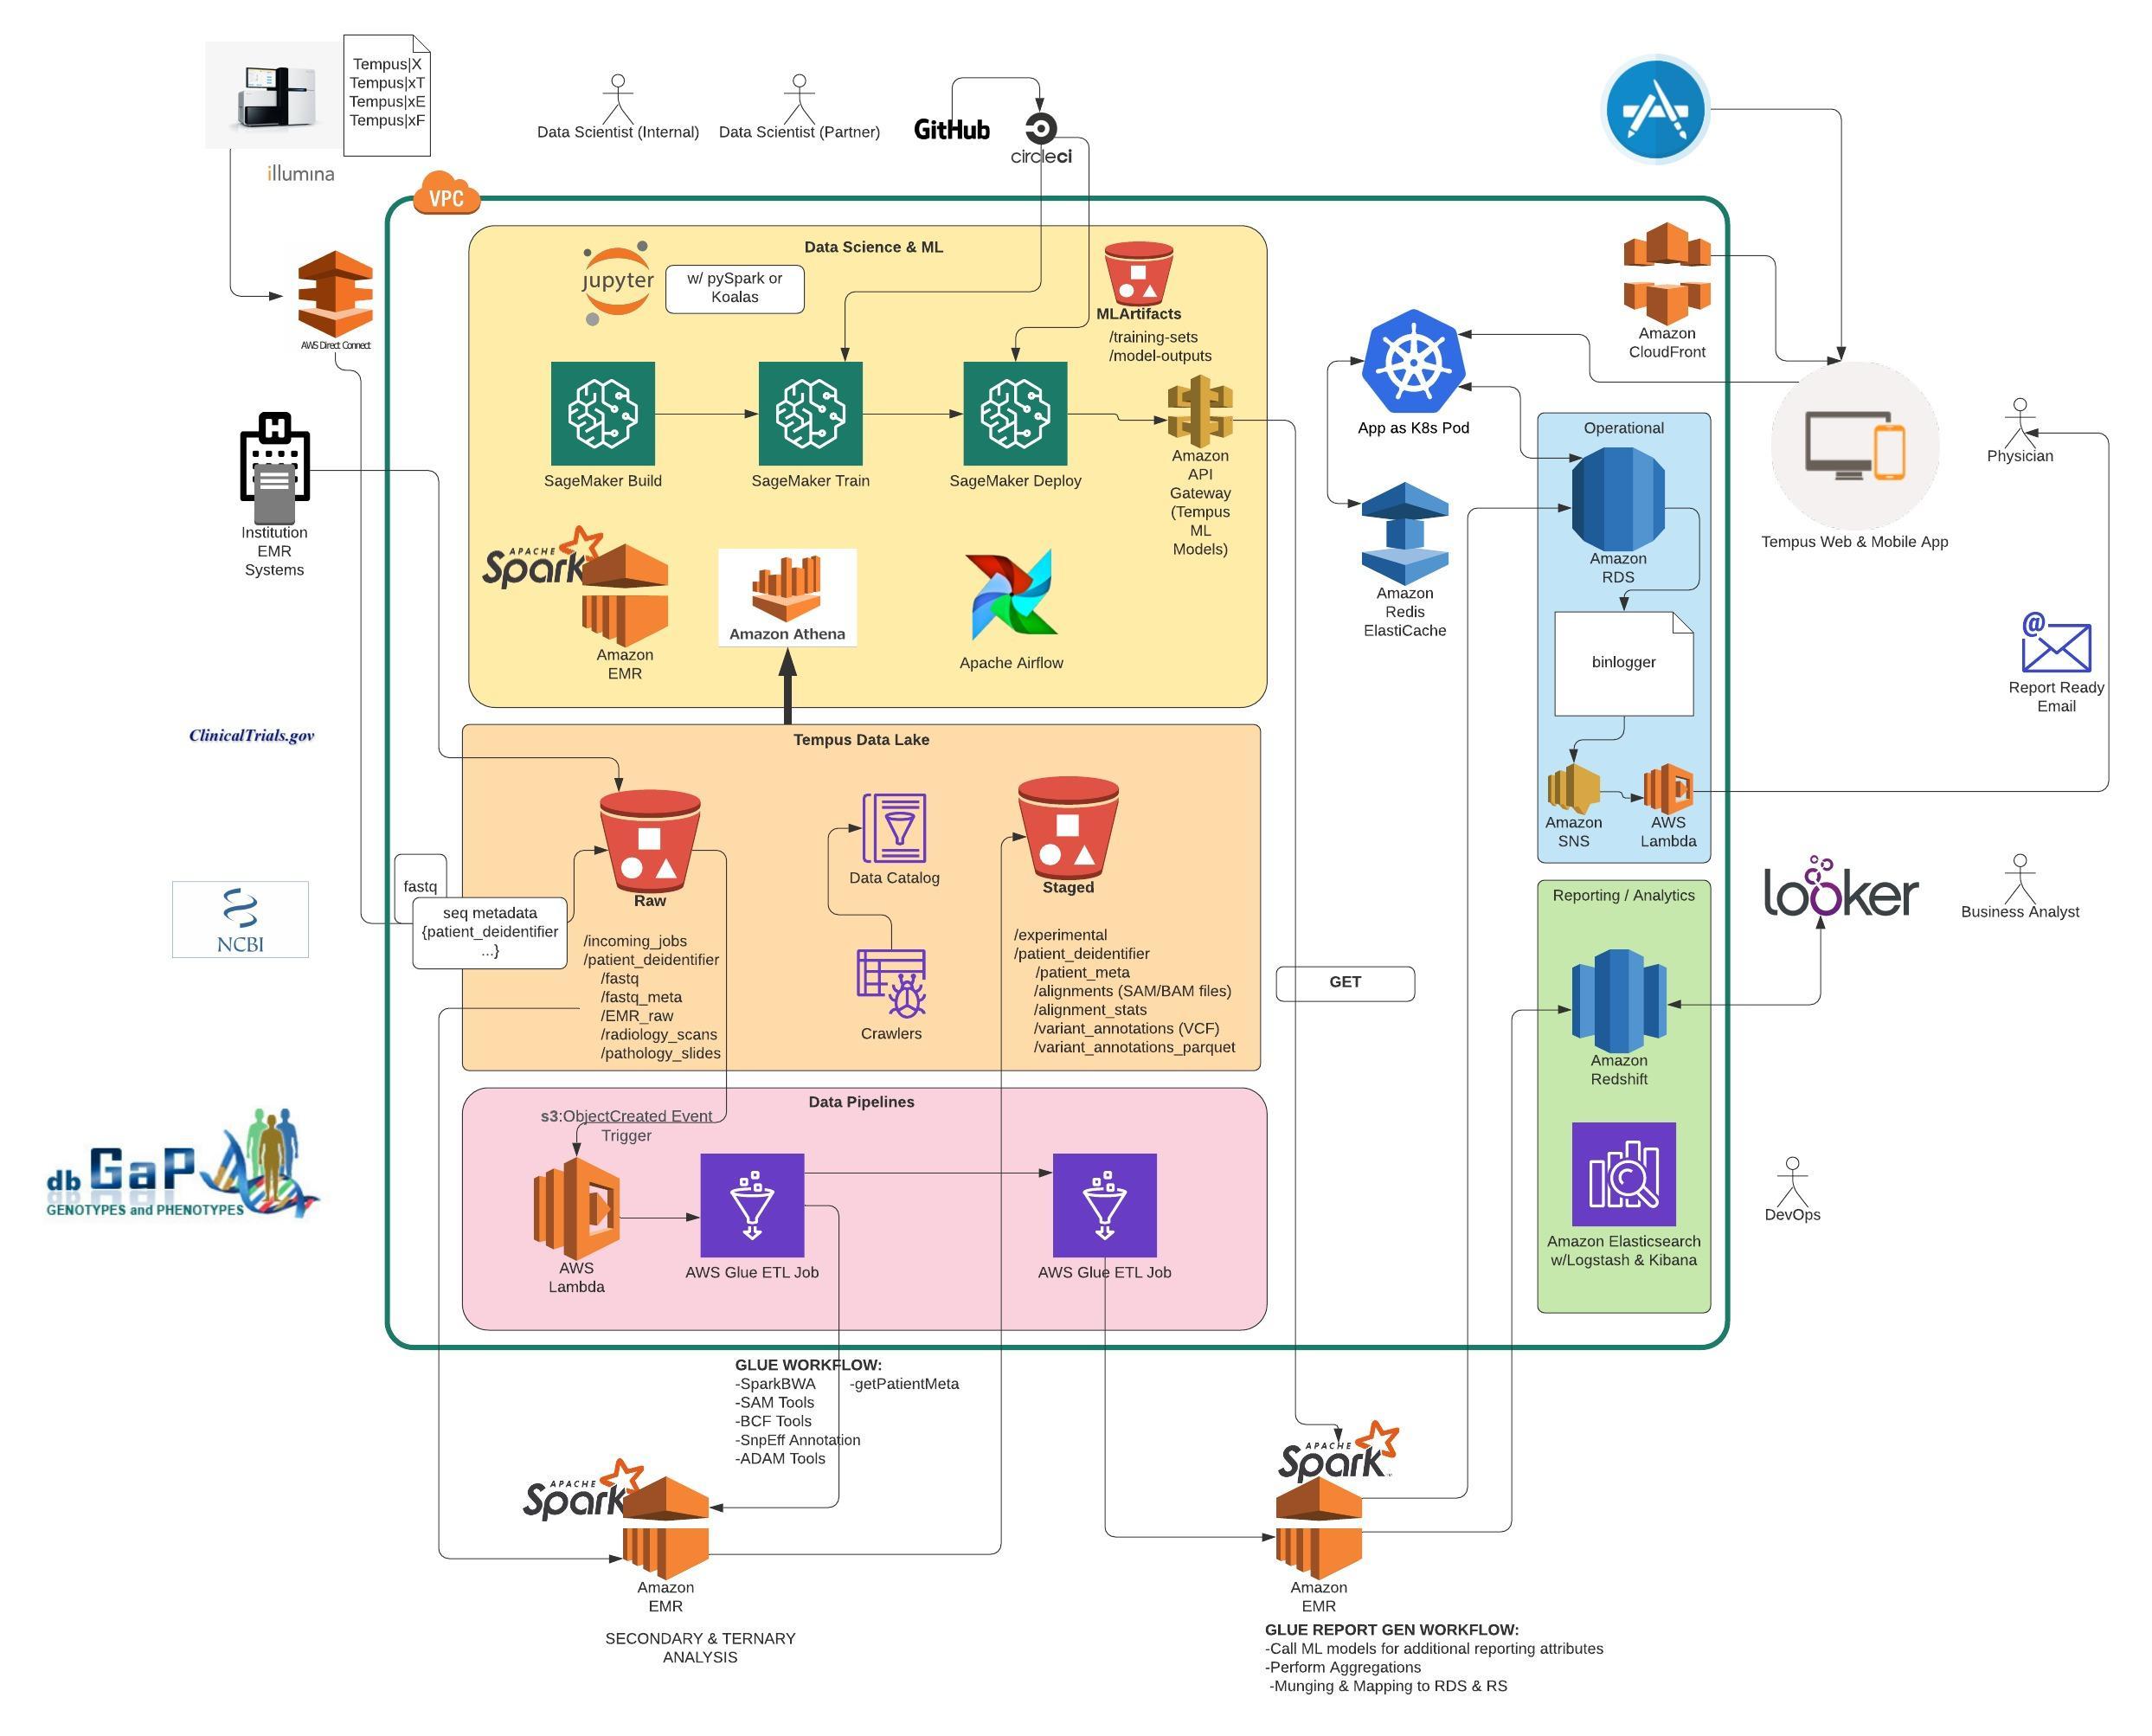 Tempus|X
Tempus|xT
Tempus|xE
Tempus|xF
illumina
Data Scientist (Internal)
Data Scientist (Partner)
GitHub
circleci
VPC
AWS Direct Connect
Institution
EMR
Systems
ClinicalTrials.gov
NCBI
db GaP
GENOTYPES and PHENOTYPES
Data Science & ML
jupyter
w/ pySpark or
Koalas
MLArtifacts
/training-sets
/model-outputs
SageMaker Build
SageMaker Train
SageMaker Deploy
Amazon
API
Gateway
(Tempus
ML
Models)
APACHE
Spark
Amazon
EMR
Amazon Athena
Apache Airflow
Tempus Data Lake
fastq
seq metadata
{patient_deidentifier
...}
Raw
/incoming_jobs
/patient_deidentifier
/fastq
/fastq_meta
/EMR_raw
/radiology_scans
/pathology_slides
Data Catalog
Crawlers
Staged
/experimental
/patient_deidentifier
/patient_meta
/alignments (SAM/BAM files)
/alignment_stats
/variant_annotations (VCF)
/variant_annotations_parquet
Data Pipelines
s3:ObjectCreated Event
Trigger
AWS
Lambda
AWS Glue ETL Job
AWS Glue ETL Job
GLUE WORKFLOW:
-SparkBWA -getPatientMeta
-SAM Tools
-BCF Tools
-SnpEff Annotation
-ADAM Tools
APACHE
Spark
Amazon
EMR
SECONDARY & TERNARY
ANALYSIS
GET
APACHE
Spark
Amazon
EMR
GLUE REPORT GEN WORKFLOW:
-Call ML models for additional reporting attributes
-Perform Aggregations
-Munging & Mapping to RDS & RS
App as K8s Pod
Amazon
Redis
ElastiCache
Amazon
CloudFront
Operational
Amazon
RDS
binlogger
Amazon
SNS
AWS
Lambda
Reporting / Analytics
Amazon
Redshift
Amazon Elasticsearch
w/Logstash & Kibana
Tempus Web & Mobile App
Physician
@
Report Ready
Email
looker
Business Analyst
DevOps